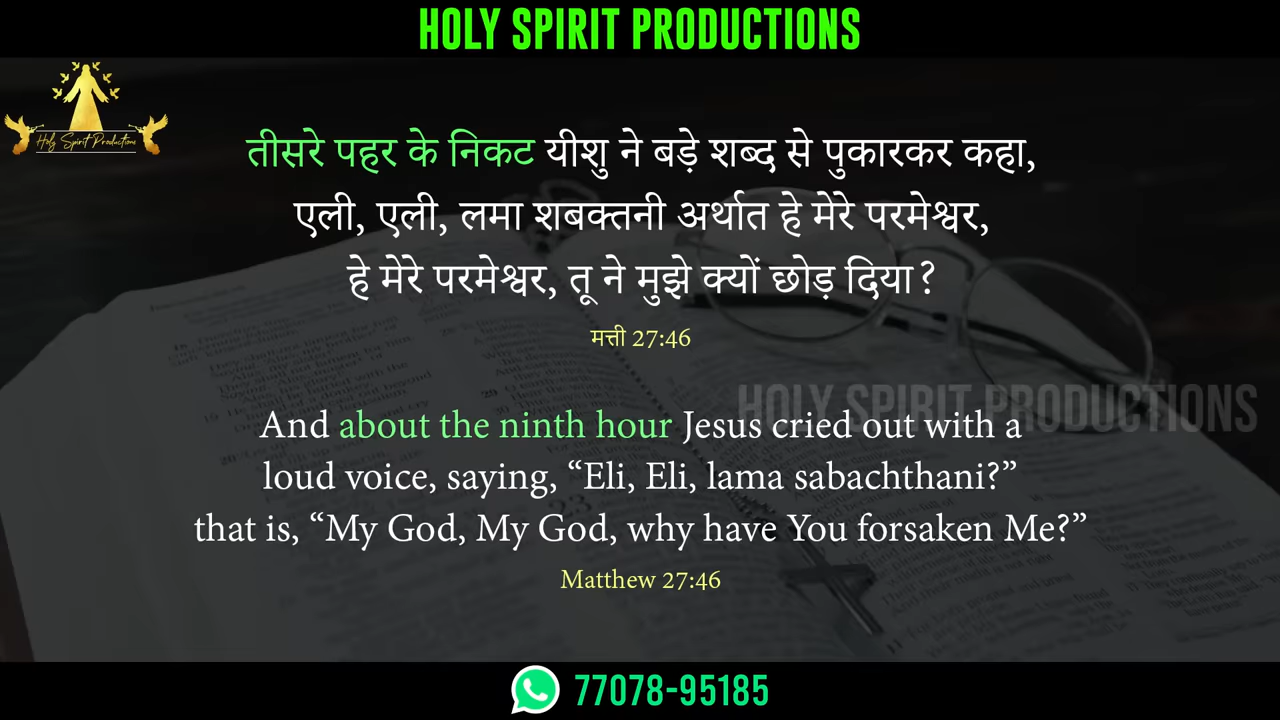 HOLY SPIRIT PRODUCTIONS
Holy Spirit Productions
तीसरे पहर के निकट यीशु ने बड़े शब्द से पुकारकर कहा,
एली, एली, लमा शबक्तनी अर्थात हे मेरे परमेश्वर,
हे मेरे परमेश्वर, तू ने मुझे क्यों छोड़ दिया?
मत्ती 27:46
HOLY SPIRIT PRODUCTIONS
And about the ninth hour Jesus cried out with a
loud voice, saying, “Eli, Eli, lama sabachthani?”
that is, “My God, My God, why have You forsaken Me?”
Matthew 27:46
77078-95185